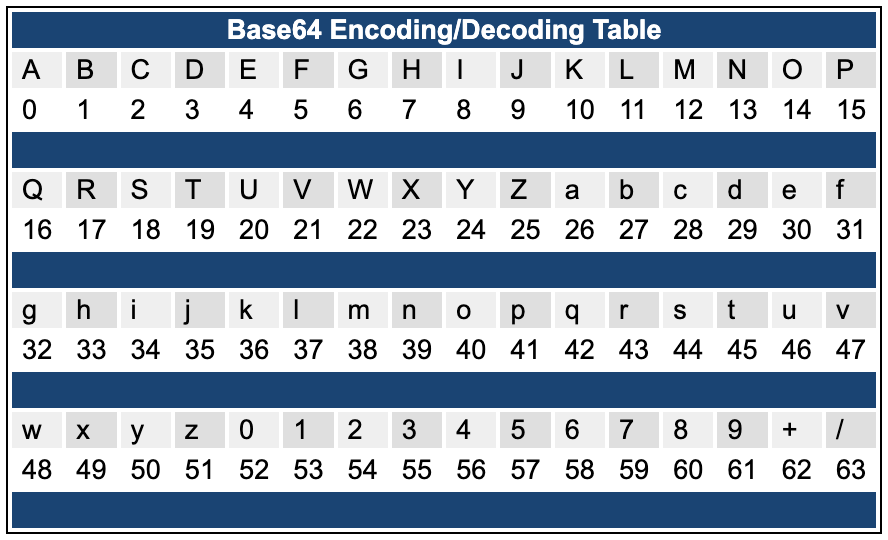 Base64 Encoding/Decoding Table
A B C D E F G H I J K L M N O P
0 1 2 3 4 5 6 7 8 9 10 11 12 13 14 15
Q R S T U V W X Y Z a b c d e f
16 17 18 19 20 21 22 23 24 25 26 27 28 29 30 31
g h i j k l m n o p q r s t u v
32 33 34 35 36 37 38 39 40 41 42 43 44 45 46 47
w x y z 0 1 2 3 4 5 6 7 8 9 + /
48 49 50 51 52 53 54 55 56 57 58 59 60 61 62 63